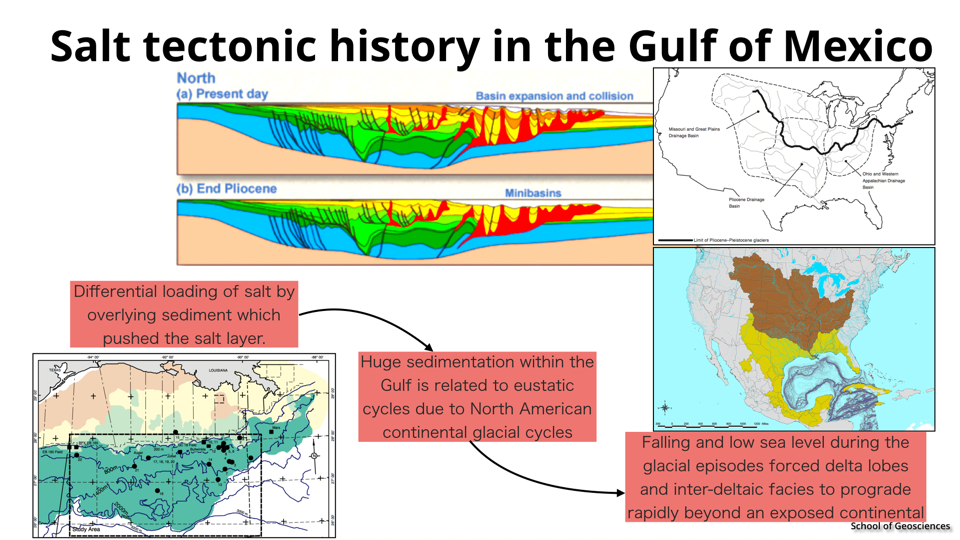 Salt tectonic history in the Gulf of Mexico
North
(a) Present day
Basin expansion and collision
(b) End Pliocene
Minibasins
Missouri and Great Plains
Drainage Basin
Ohio and Western
Appalachian Drainage
Basin
Pliocene Drainage
Basin
Limit of Pliocene-Pleistocene glaciers
Differential loading of salt by
overlying sediment which
pushed the salt layer.
Huge sedimentation within the
Gulf is related to eustatic
cycles due to North American
continental glacial cycles
Falling and low sea level during the
glacial episodes forced delta lobes
and inter-deltaic facies to prograde
rapidly beyond an exposed continental
LOUISIANA
Study Area
School of Geosciences